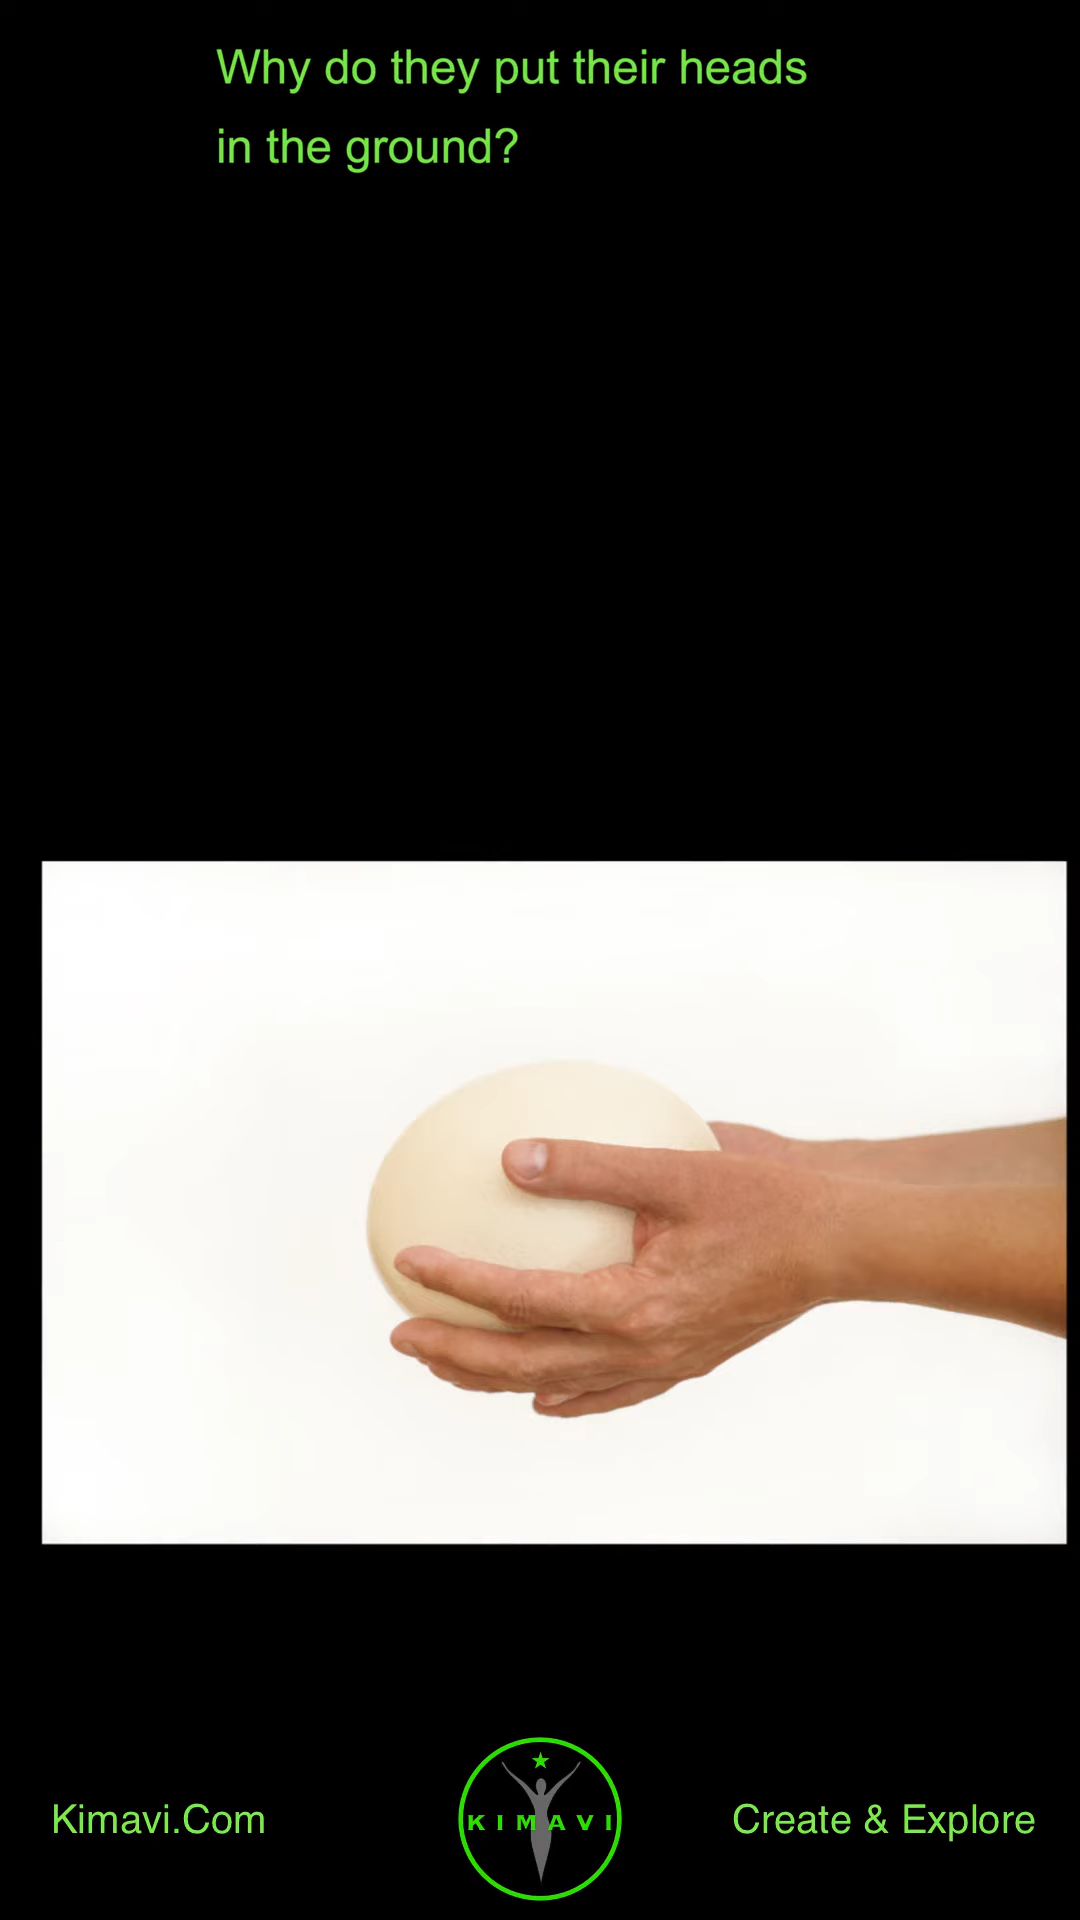 Why do they put their heads
in the ground?
Kimavi.Com
KIMAVI
Create & Explore